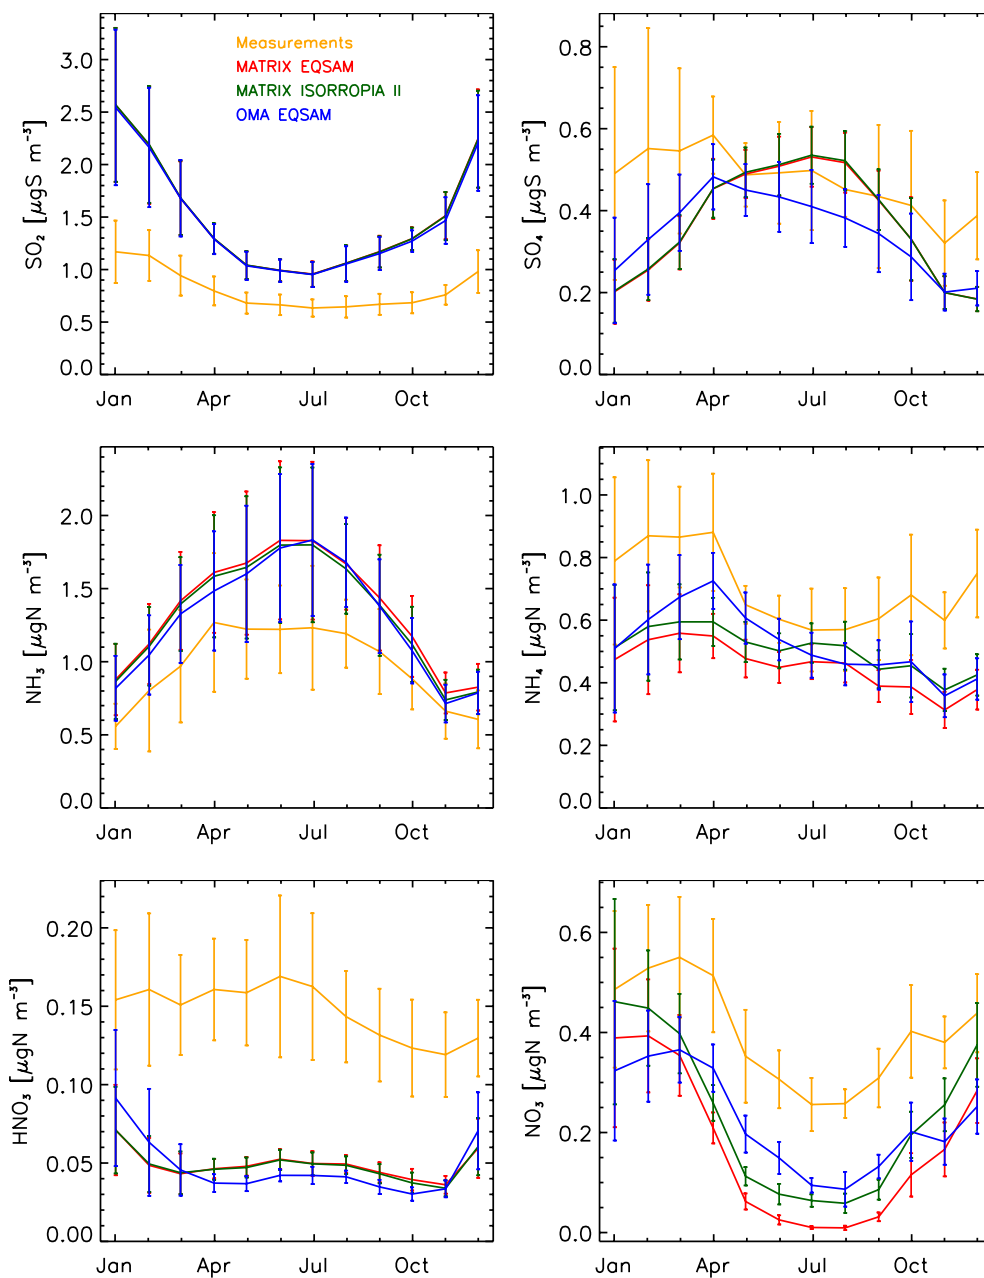 Measurements
MATRIX EQSAM
MATRIX ISORROPIA II
OMA EQSAM
SO₂ [μgS m⁻³]
3.0
2.5
2.0
1.5
1.0
0.5
0.0
Jan Apr Jul Oct
SO₄ [μgS m⁻³]
0.8
0.6
0.4
0.2
0.0
Jan Apr Jul Oct
NH₃ [μgN m⁻³]
2.0
1.5
1.0
0.5
0.0
Jan Apr Jul Oct
NH₄ [μgN m⁻³]
1.0
0.8
0.6
0.4
0.2
0.0
Jan Apr Jul Oct
HNO₃ [μgN m⁻³]
0.20
0.15
0.10
0.05
0.00
Jan Apr Jul Oct
NO₃ [μgN m⁻³]
0.6
0.4
0.2
0.0
Jan Apr Jul Oct